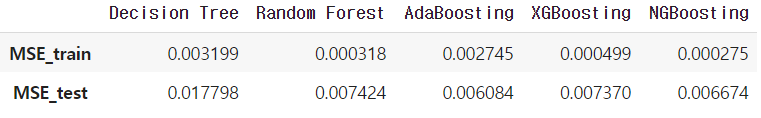 Decision Tree Random Forest AdaBoosting XGBoosting NGBoosting
MSE_train 0.003199 0.000318 0.002745 0.000499 0.000275
MSE_test 0.017798 0.007424 0.006084 0.007370 0.006674